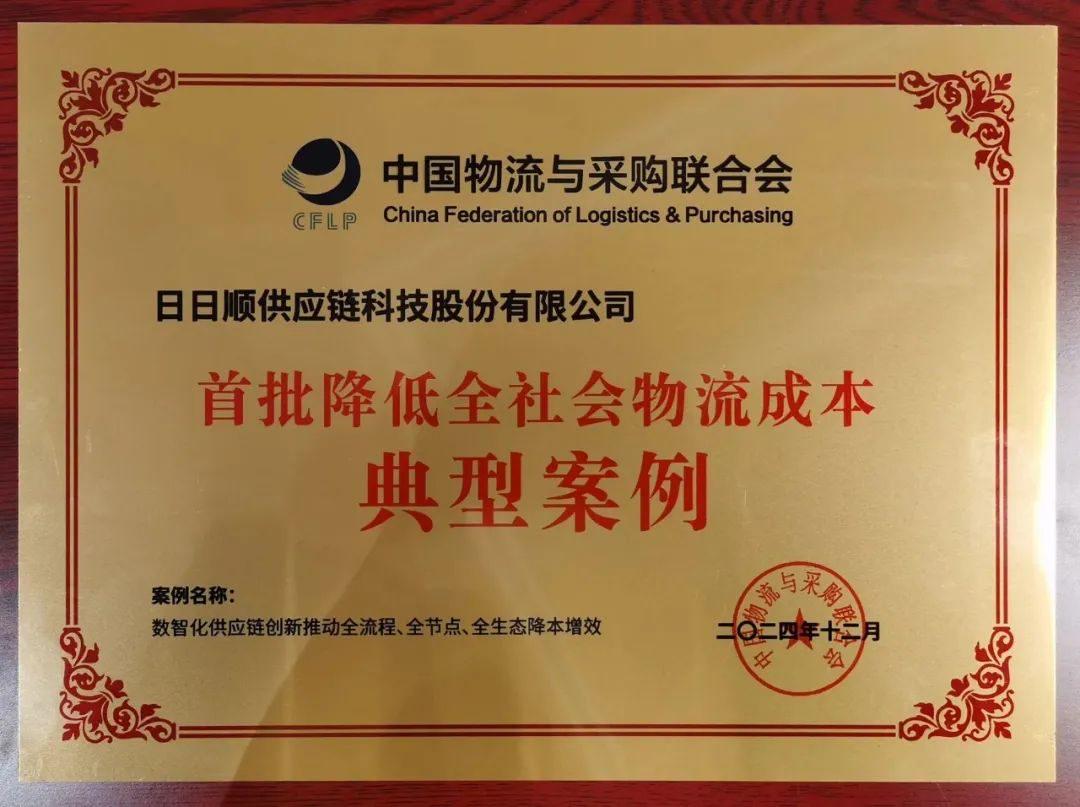 中国物流与采购联合会
CFLP
China Federation of Logistics & Purchasing
日日顺供应链科技股份有限公司
首批降低全社会物流成本
典型案例
案例名称：
数智化供应链创新推动全流程、全节点、全生态降本增效
二〇二四年十二月
中国物流与采购联合会